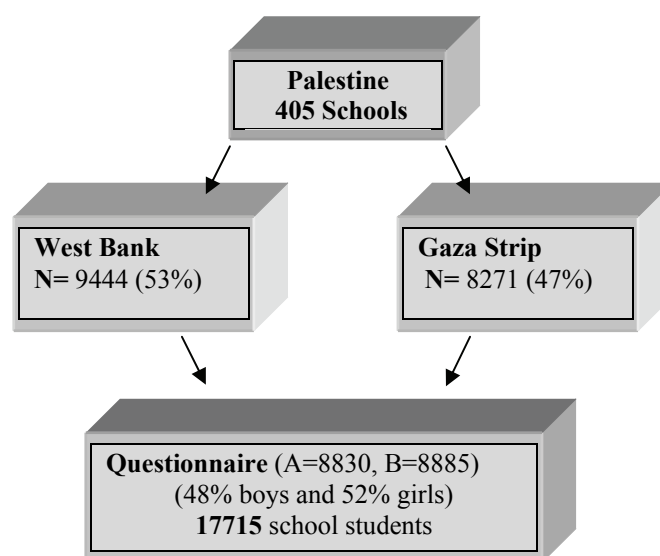 Palestine
405 Schools
West Bank
N= 9444 (53%)
Gaza Strip
N= 8271 (47%)
Questionnaire (A=8830, B=8885)
(48% boys and 52% girls)
17715 school students